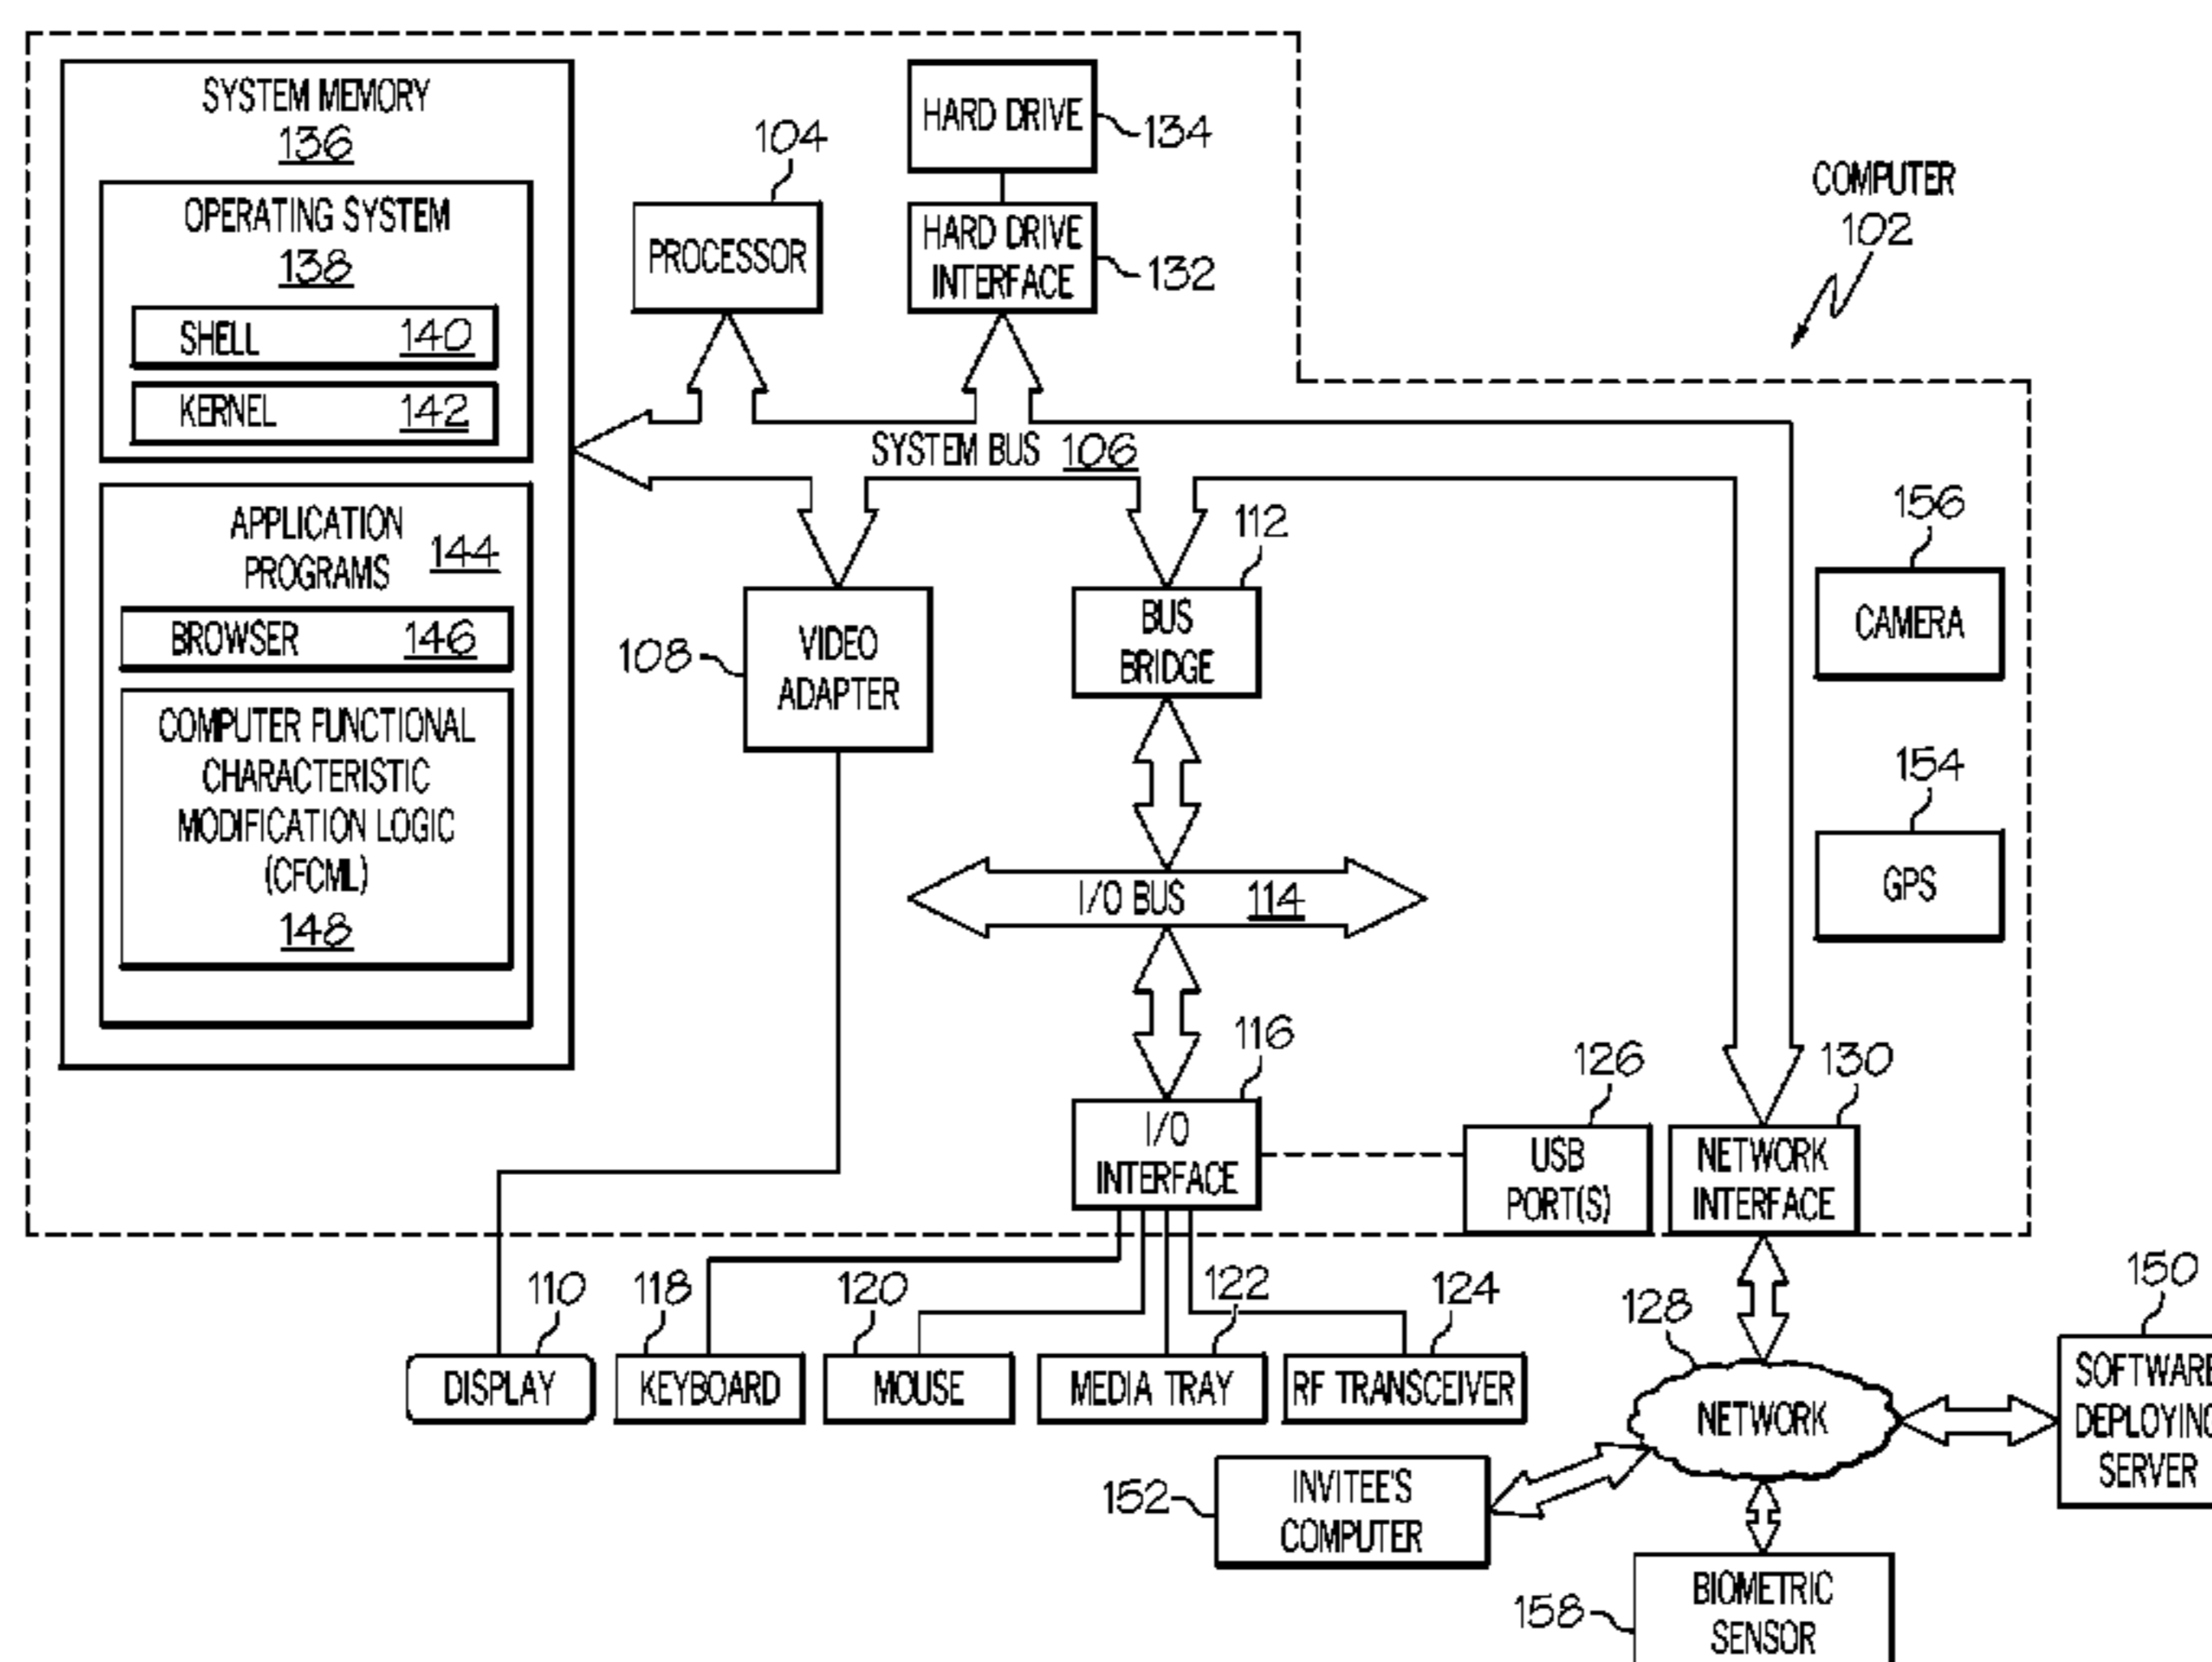 SYSTEM MEMORY
136
OPERATING SYSTEM
138
SHELL 140
KERNEL 142
APPLICATION
PROGRAMS 144
BROWSER 146
COMPUTER FUNCTIONAL
CHARACTERISTIC
MODIFICATION LOGIC
(CFCML)
148
104
PROCESSOR
HARD DRIVE
134
HARD DRIVE
INTERFACE
132
COMPUTER
102
SYSTEM BUS 106
108
VIDEO
ADAPTER
112
BUS
BRIDGE
156
CAMERA
154
GPS
I/O BUS 114
116
I/O
INTERFACE
126
USB
PORT(S)
130
NETWORK
INTERFACE
110
DISPLAY
118
KEYBOARD
120
MOUSE
122
MEDIA TRAY
124
RF TRANSCEIVER
128
NETWORK
150
SOFTWARE
DEPLOYING
SERVER
152
INVITEE'S
COMPUTER
158
BIOMETRIC
SENSOR